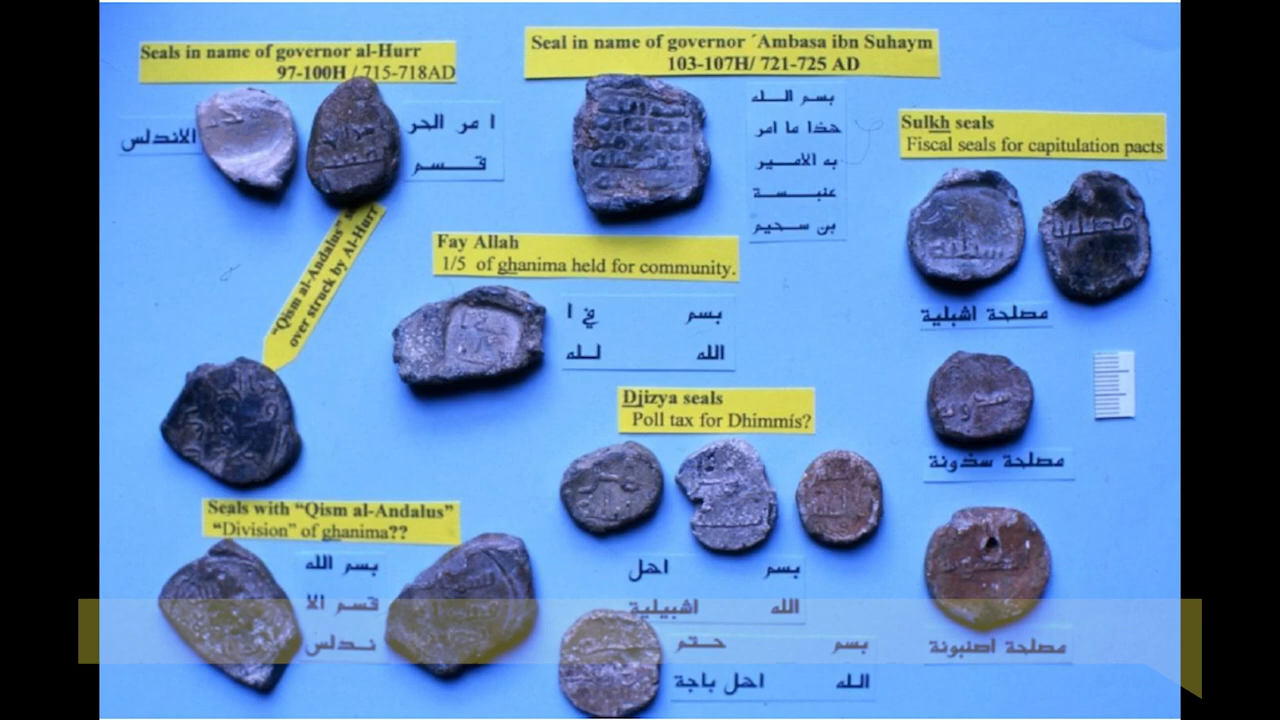 Seals in name of governor al-Hurr
97-100H / 715-718AD
الاندلس
ا مر الحر
قسم
"Qism al-Andalus" s
over struck by Al-Hurr
Seal in name of governor ´Ambasa ibn Suhaym
103-107H/ 721-725 AD
بسم الله
هذا ما امر
به الامير
عنبسة
بن سحيم
Sulkh seals
Fiscal seals for capitulation pacts
مصلحة اشبلية
مصلحة سذونة
مصلحة اصنبونة
Fay Allah
1/5 of ghanima held for community.
بسم
الله
في ا
لله
Djizya seals
Poll tax for Dhimmís?
بسم
الله
اهل
اشبيلية
بسم
الله
ختم
اهل باجة
Seals with "Qism al-Andalus"
"Division" of ghanima??
بسم الله
قسم الا
ندلس